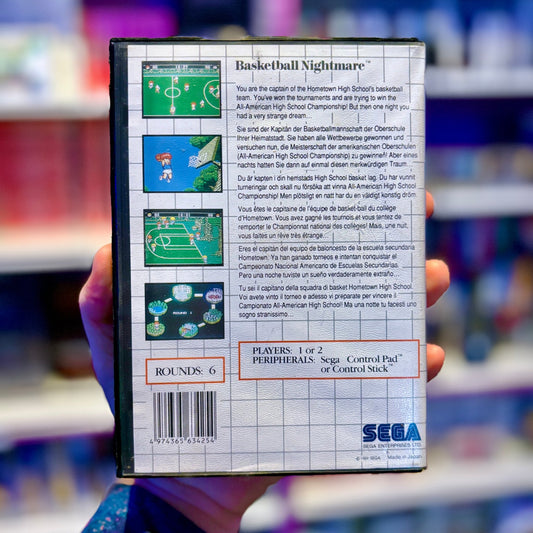 Basketball Nightmare™
You are the captain of the Hometown High School's basketball
team. You've won the tournaments and are trying to win the
All-American High School Championship! But then one night you
had a very strange dream...
Sie sind der Kapitän der Basketballmannschaft der Oberschule
Ihrer Heimatstadt. Sie haben alle Wettbewerbe gewonnen und
versuchen nun, die Meisterschaft der amerikanischen Oberschulen
(All-American High School Championship) zu gewinnen! Aber eines
nachts hatten Sie dann auf einmal diesen merkwürdigen Traum...
Du är kapten i din hemstads High School basket lag. Du har vunnit
turneringar och skall nu försöka att vinna All-American High School
Championship! Men plötsligt en natt har du en väldigt konstig dröm.
Vous êtes le capitaine de l'équipe de basket-ball du collège
d'Hometown. Vous avez gagné les tournois et vous tentez de
remporter le Championnat national des collèges! Mais, une nuit,
vous faites un rêve très étrange...
Eres el capitán del equipo de baloncesto de la escuela secundaria
Hometown. Ya han ganado torneos e intentan conquistar el
Campeonato Nacional Americano de Escuelas Secundarias.
Pero una noche tuviste un sueño verdaderamente extraño...
Tu sei il capitano della squadra di basket Hometown High School.
Voi avete vinto il torneo e adesso vi preparate per vincere il
Campionato All-American High School! Ma una notte tu facesti uno
sogno stranissimo...
ROUND 1
ROUNDS: 6
PLAYERS: 1 or 2
PERIPHERALS: Sega Control Pad™
or Control Stick™
4 974365 634254
SEGA
SEGA ENTERPRISES LTD.
© 1989 SEGA Made in Japan